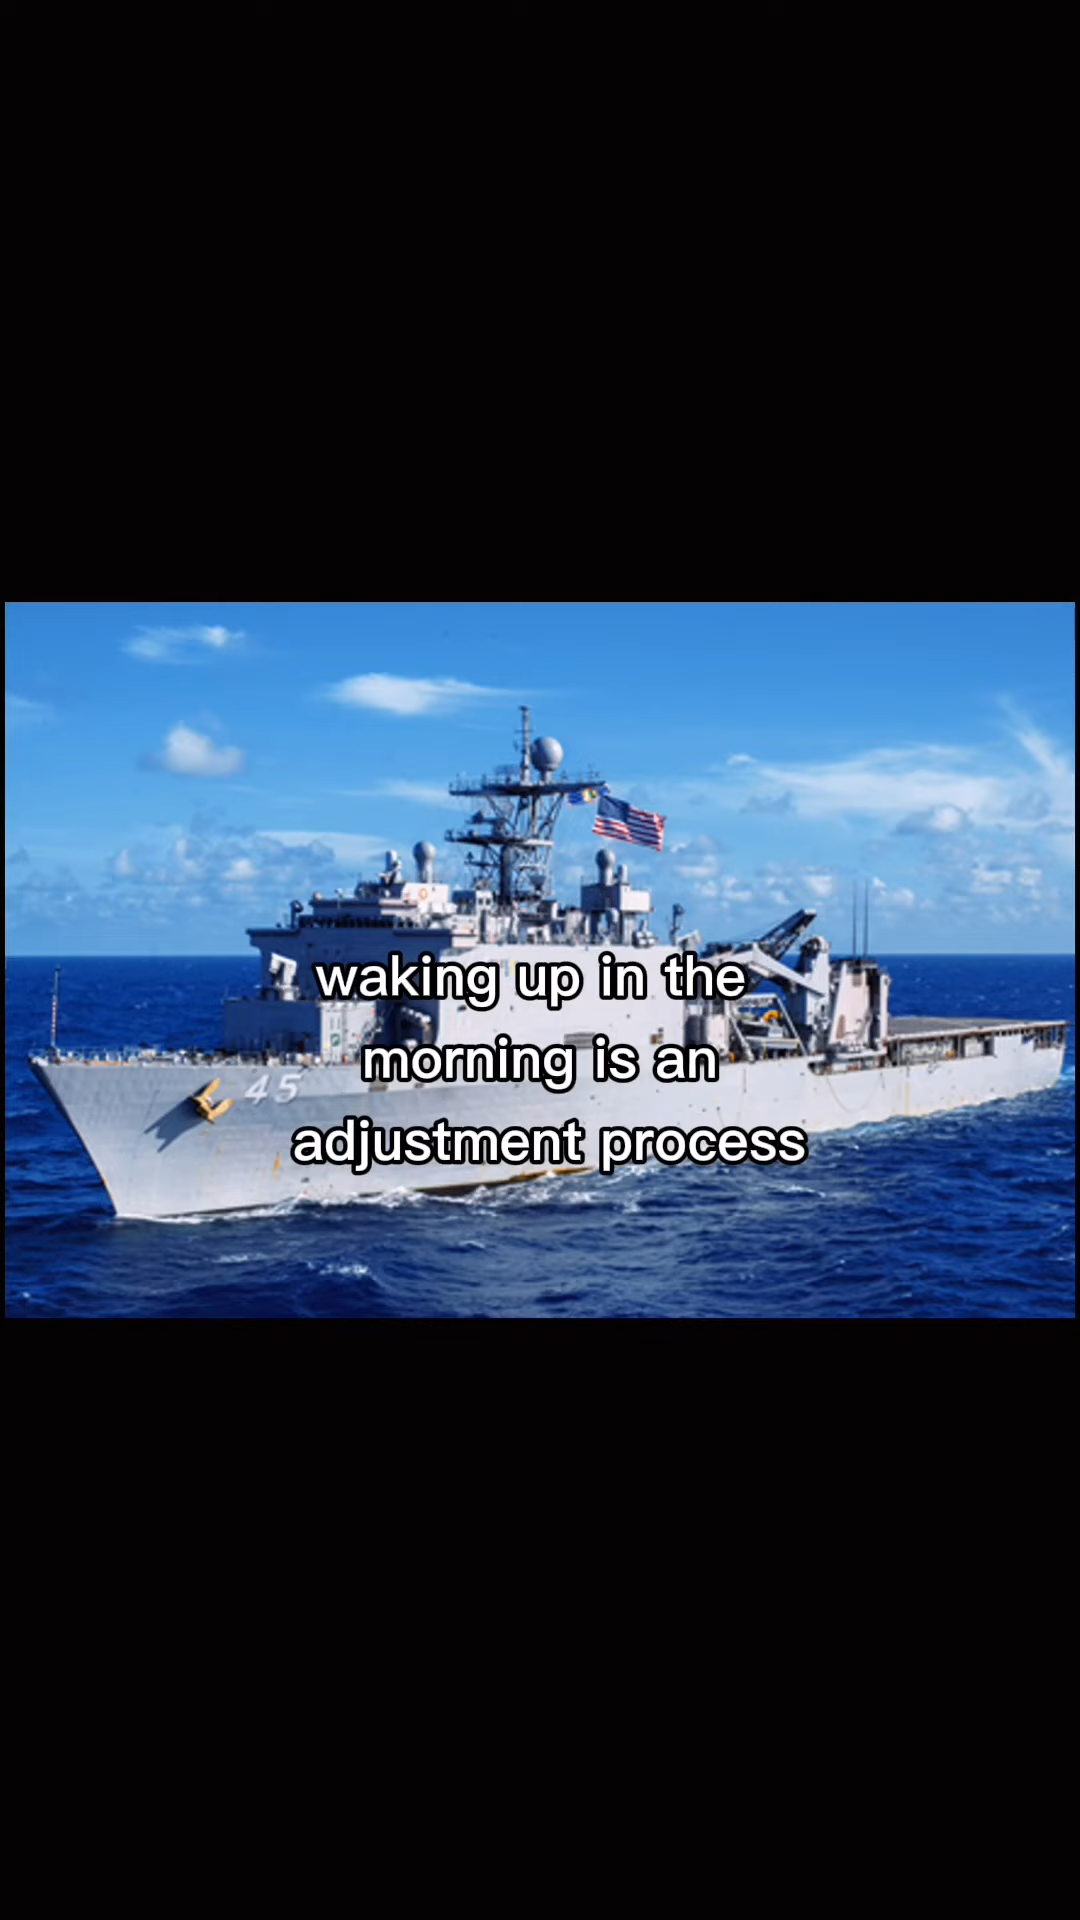 waking up in the
morning is an
adjustment process
45